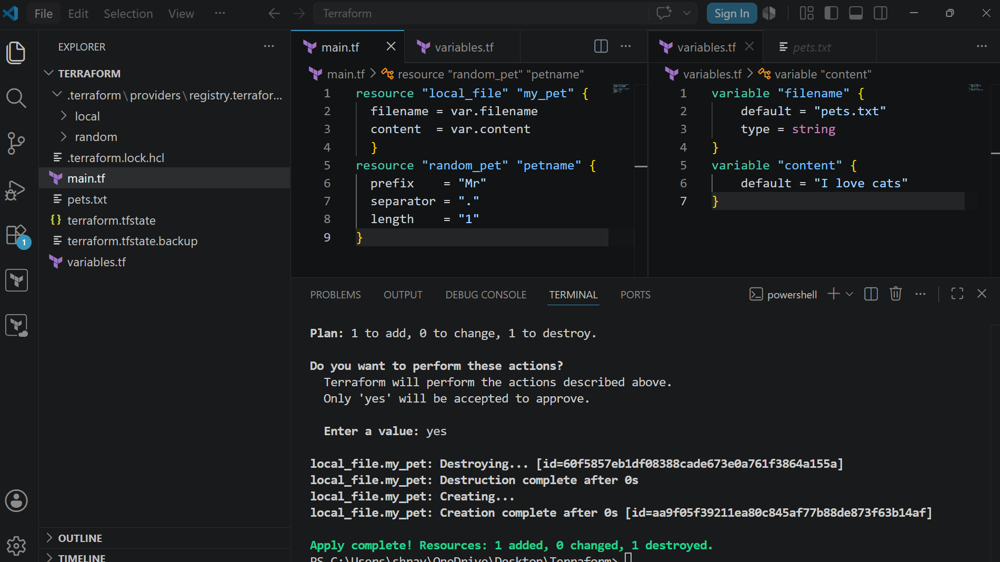 File Edit Selection View ···
Terraform
Sign In
EXPLORER
TERRAFORM
.terraform\providers\registry.terrafor...
local
random
.terraform.lock.hcl
main.tf
pets.txt
terraform.tfstate
terraform.tfstate.backup
variables.tf
1
OUTLINE
TIMELINE
main.tf variables.tf
main.tf > resource "random_pet" "petname"
1 resource "local_file" "my_pet" {
2 filename = var.filename
3 content  = var.content
4 }
5 resource "random_pet" "petname" {
6 prefix    = "Mr"
7 separator = "."
8 length    = "1"
9 }
variables.tf pets.txt
variables.tf > variable "content"
1 variable "filename" {
2 default = "pets.txt"
3 type = string
4 }
5 variable "content" {
6 default = "I love cats"
7 }
PROBLEMS OUTPUT DEBUG CONSOLE TERMINAL PORTS
powershell
Plan: 1 to add, 0 to change, 1 to destroy.
Do you want to perform these actions?
Terraform will perform the actions described above.
Only 'yes' will be accepted to approve.
Enter a value: yes
local_file.my_pet: Destroying... [id=60f5857eb1df08388cade673e0a761f3864a155a]
local_file.my_pet: Destruction complete after 0s
local_file.my_pet: Creating...
local_file.my_pet: Creation complete after 0s [id=aa9f05f39211ea80c845af77b88de873f63b14af]
Apply complete! Resources: 1 added, 0 changed, 1 destroyed.
PS C:\Users\shray\OneDrive\Desktop\Terraform>